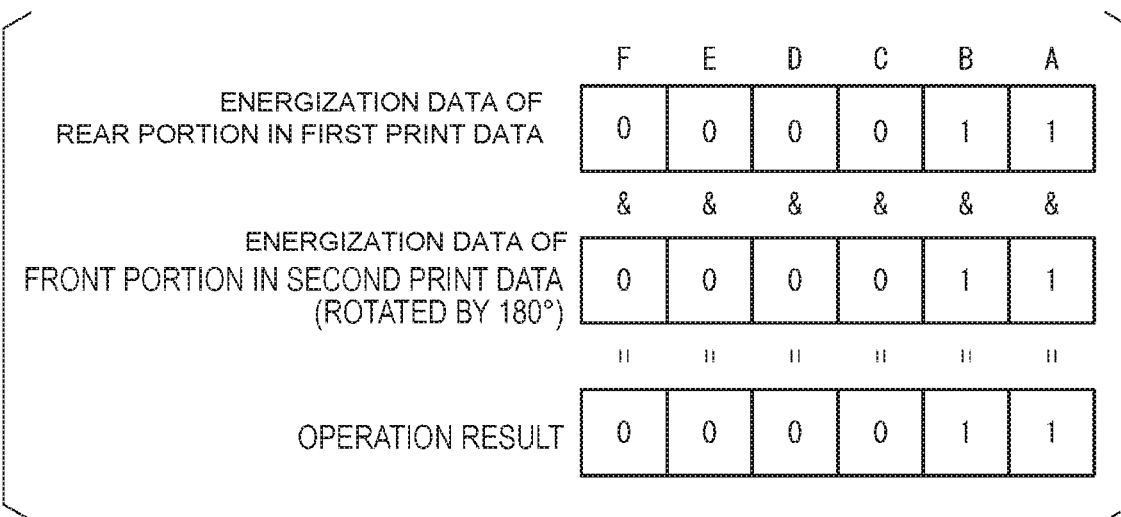 F E D C B A
ENERGIZATION DATA OF
REAR PORTION IN FIRST PRINT DATA
0 0 0 0 1 1
& & & & & &
ENERGIZATION DATA OF
FRONT PORTION IN SECOND PRINT DATA
(ROTATED BY 180°)
0 0 0 0 1 1
= = = = = =
OPERATION RESULT
0 0 0 0 1 1